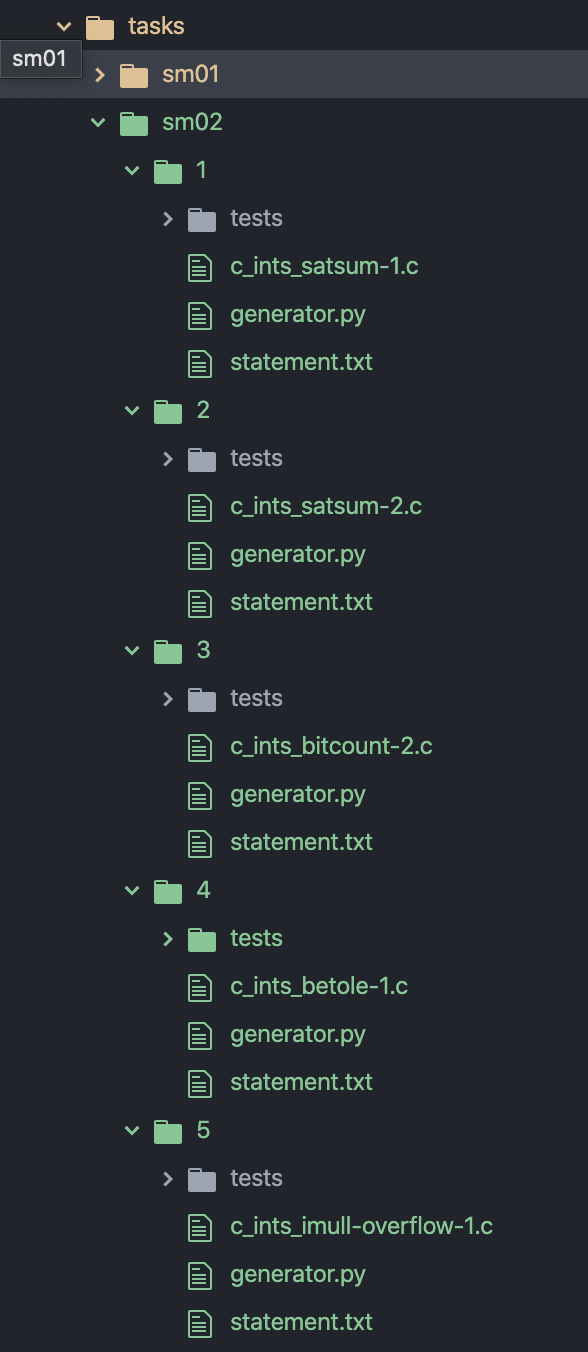 tasks
sm01
sm01
sm02
1
tests
c_ints_satsum-1.c
generator.py
statement.txt
2
tests
c_ints_satsum-2.c
generator.py
statement.txt
3
tests
c_ints_bitcount-2.c
generator.py
statement.txt
4
tests
c_ints_betole-1.c
generator.py
statement.txt
5
tests
c_ints_imull-overflow-1.c
generator.py
statement.txt